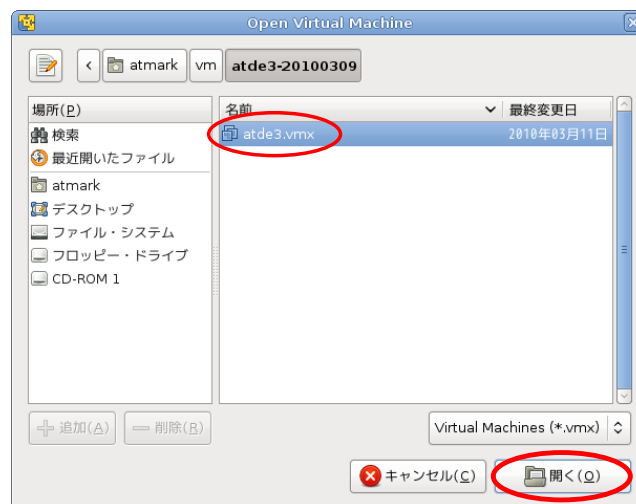 Open Virtual Machine
atmark vm atde3-20100309
場所(P)
検索
最近開いたファイル
atmark
デスクトップ
ファイル・システム
フロッピー・ドライブ
CD-ROM 1
名前 最終変更日
atde3.vmx 2010年03月11日
追加(A) 削除(R)
Virtual Machines (*.vmx)
キャンセル(C) 開く(O)